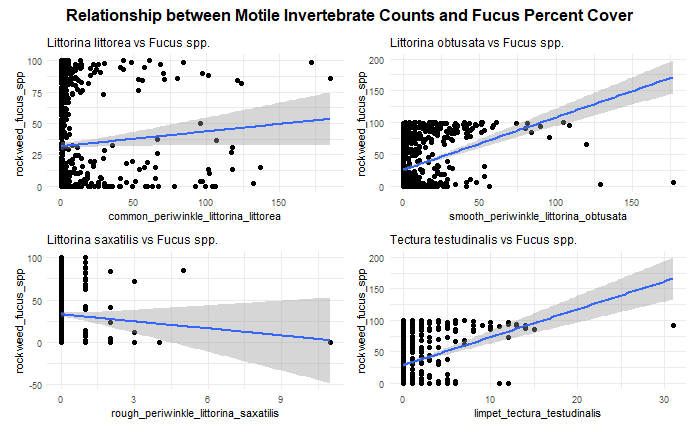 Relationship between Motile Invertebrate Counts and Fucus Percent Cover
Littorina littorea vs Fucus spp.
rockweed_fucus_spp
100
75
50
25
0
0
50
100
150
common_periwinkle_littorina_littorea
Littorina obtusata vs Fucus spp.
rockweed_fucus_spp
200
150
100
50
0
0
50
100
150
smooth_periwinkle_littorina_obtusata
Littorina saxatilis vs Fucus spp.
rockweed_fucus_spp
100
50
0
-50
0
3
6
9
rough_periwinkle_littorina_saxatilis
Tectura testudinalis vs Fucus spp.
rockweed_fucus_spp
200
150
100
50
0
0
10
20
30
limpet_tectura_testudinalis